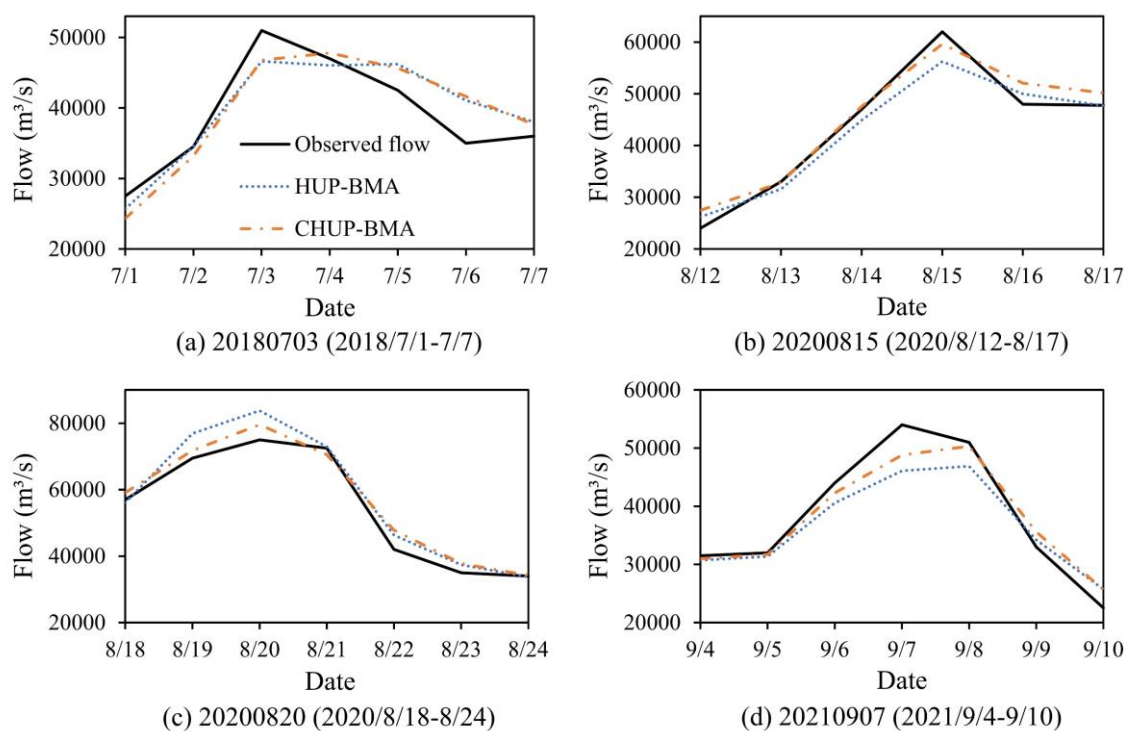 50000
40000
30000
20000
Flow (m³/s)
Observed flow
HUP-BMA
CHUP-BMA
7/1 7/2 7/3 7/4 7/5 7/6 7/7
Date
(a) 20180703 (2018/7/1-7/7)
60000
50000
40000
30000
20000
Flow (m³/s)
8/12 8/13 8/14 8/15 8/16 8/17
Date
(b) 20200815 (2020/8/12-8/17)
80000
60000
40000
20000
Flow (m³/s)
8/18 8/19 8/20 8/21 8/22 8/23 8/24
Date
(c) 20200820 (2020/8/18-8/24)
60000
50000
40000
30000
20000
Flow (m³/s)
9/4 9/5 9/6 9/7 9/8 9/9 9/10
Date
(d) 20210907 (2021/9/4-9/10)